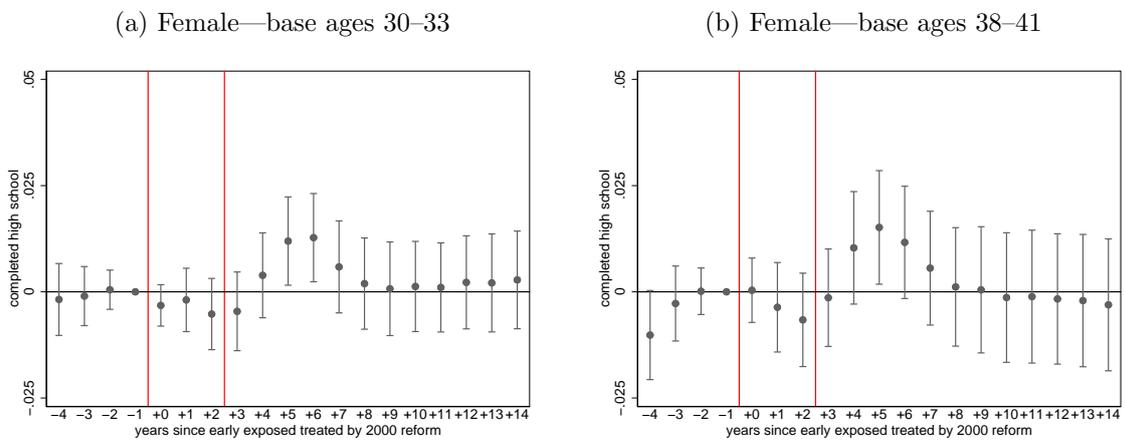 (a) Female—base ages 30–33
completed high school
.05
.025
0
−.025
−4 −3 −2 −1 +0 +1 +2 +3 +4 +5 +6 +7 +8 +9 +10 +11 +12 +13 +14
years since early exposed treated by 2000 reform
(b) Female—base ages 38–41
completed high school
.05
.025
0
−.025
−4 −3 −2 −1 +0 +1 +2 +3 +4 +5 +6 +7 +8 +9 +10 +11 +12 +13 +14
years since early exposed treated by 2000 reform